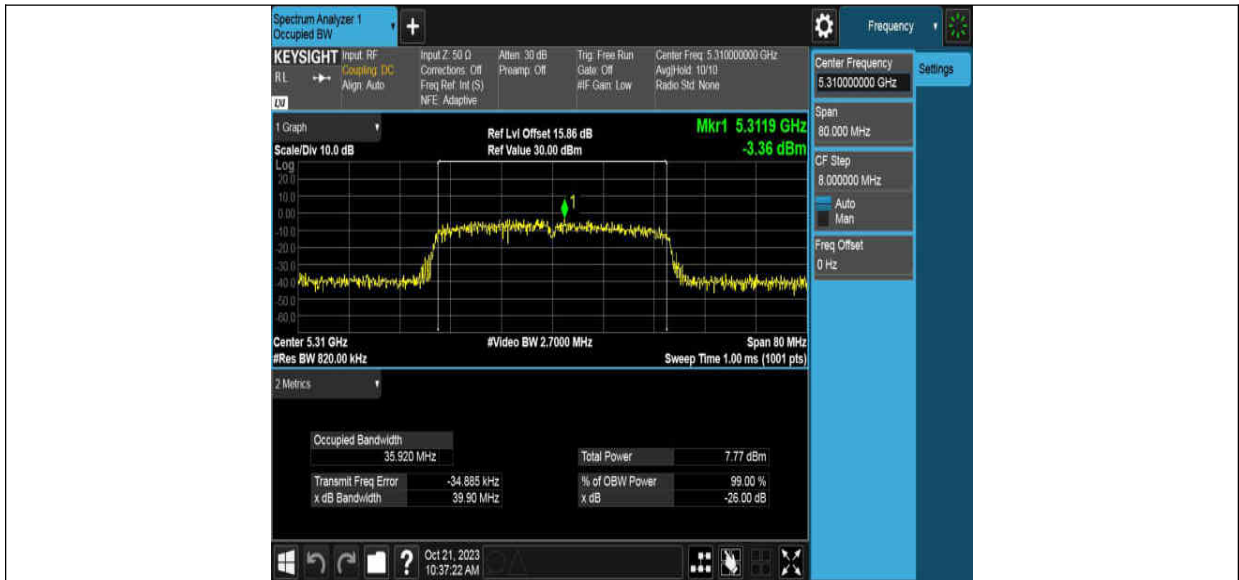 Spectrum Analyzer 1
Occupied BW
+
Frequency
KEYSIGHT
RL
LXI
Input: RF
Coupling: DC
Align: Auto
Input Z: 50 Ω
Corrections: Off
Freq Ref: Int (S)
NFE: Adaptive
Atten: 30 dB
Preamp: Off
Trig: Free Run
Gate: Off
#IF Gain: Low
Center Freq: 5.310000000 GHz
Avg|Hold: 10/10
Radio Std: None
Center Frequency
5.310000000 GHz
Settings
Span
80.000 MHz
CF Step
8.000000 MHz
Auto
Man
Freq Offset
0 Hz
1 Graph
Scale/Div 10.0 dB
Ref Lvl Offset 15.86 dB
Ref Value 30.00 dBm
Mkr1 5.3119 GHz
-3.36 dBm
Log
20.0
10.0
0.00
-10.0
-20.0
-30.0
-40.0
-50.0
-60.0
1
Center 5.31 GHz
#Video BW 2.7000 MHz
Span 80 MHz
#Res BW 820.00 kHz
Sweep Time 1.00 ms (1001 pts)
2 Metrics
Occupied Bandwidth
35.920 MHz
Total Power 7.77 dBm
Transmit Freq Error -34.885 kHz
% of OBW Power 99.00 %
x dB Bandwidth 39.90 MHz
x dB -26.00 dB
?
Oct 21, 2023
10:37:22 AM